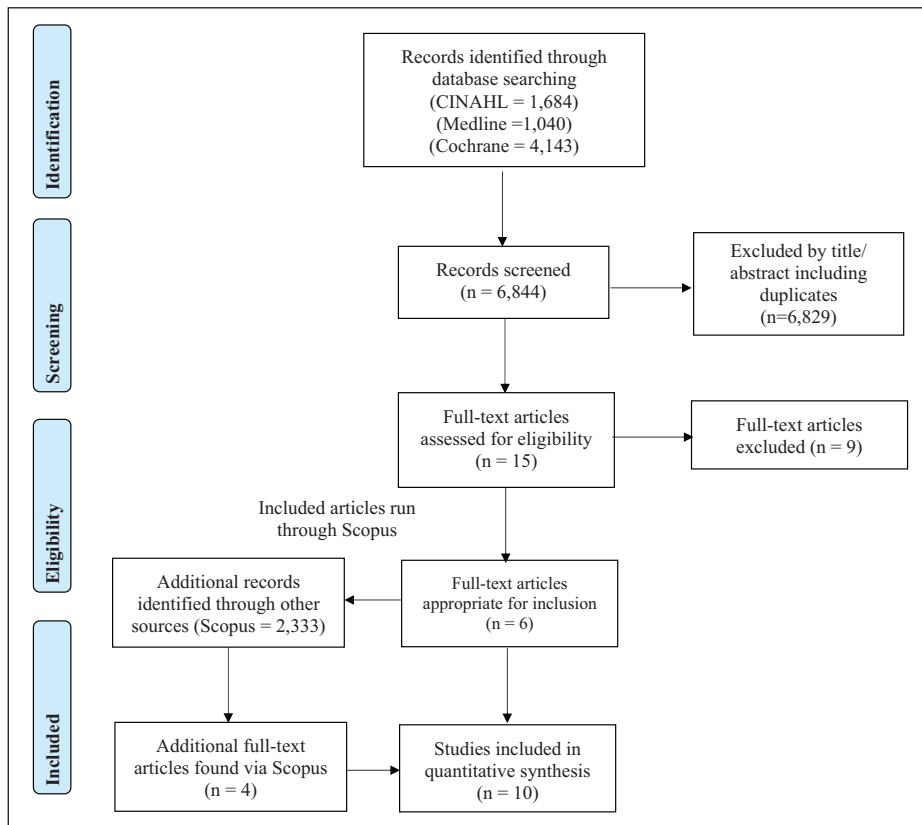 Identification
Records identified through
database searching
(CINAHL = 1,684)
(Medline =1,040)
(Cochrane = 4,143)
Screening
Records screened
(n = 6,844)
Excluded by title/
abstract including
duplicates
(n=6,829)
Eligibility
Full-text articles
assessed for eligibility
(n = 15)
Full-text articles
excluded (n = 9)
Included articles run
through Scopus
Additional records
identified through other
sources (Scopus = 2,333)
Full-text articles
appropriate for inclusion
(n = 6)
Included
Additional full-text
articles found via Scopus
(n = 4)
Studies included in
quantitative synthesis
(n = 10)